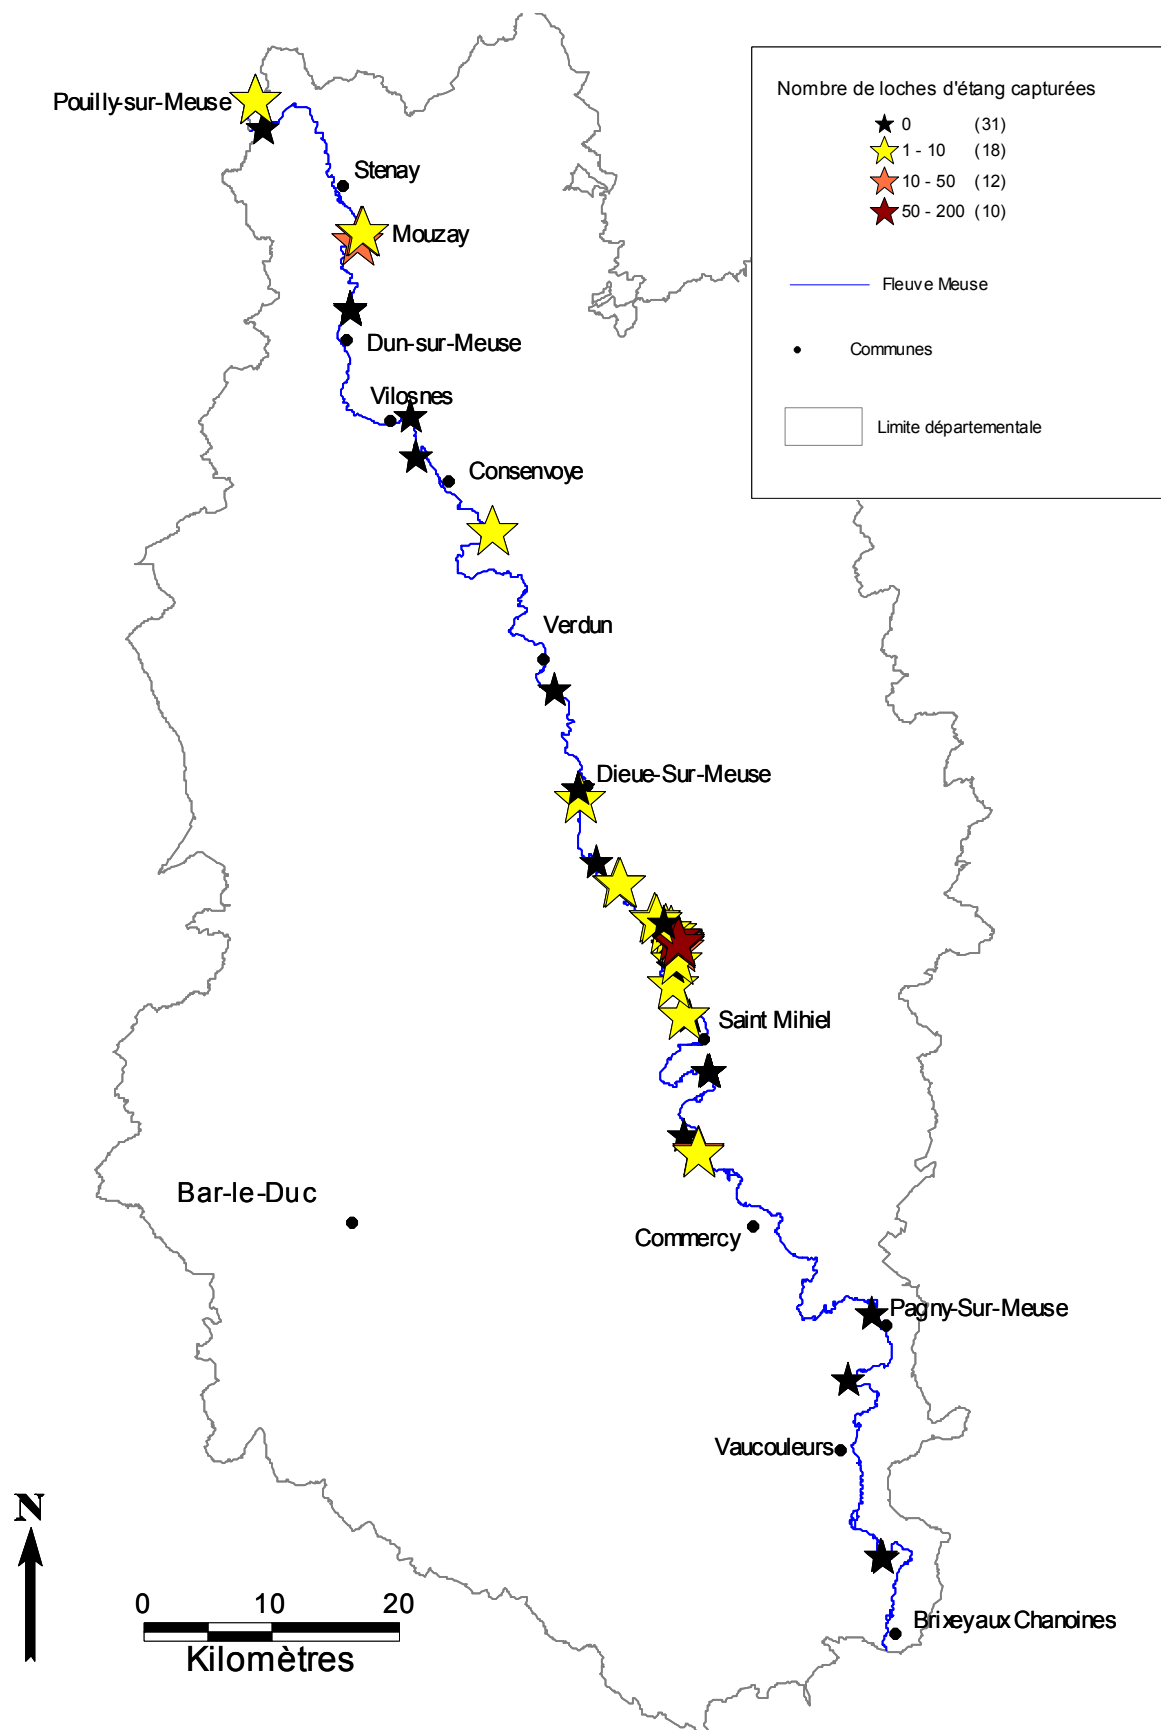 Nombre de loches d'étang capturées
0 (31)
1 - 10 (18)
10 - 50 (12)
50 - 200 (10)
Fleuve Meuse
Communes
Limite départementale
Pouilly-sur-Meuse
Stenay
Mouzay
Dun-sur-Meuse
Vilosnes
Consenvoye
Verdun
Dieue-Sur-Meuse
Saint Mihiel
Bar-le-Duc
Commercy
Pagny-Sur-Meuse
Vaucouleurs
Brixeyaux Chanoines
N
0 10 20
Kilomètres